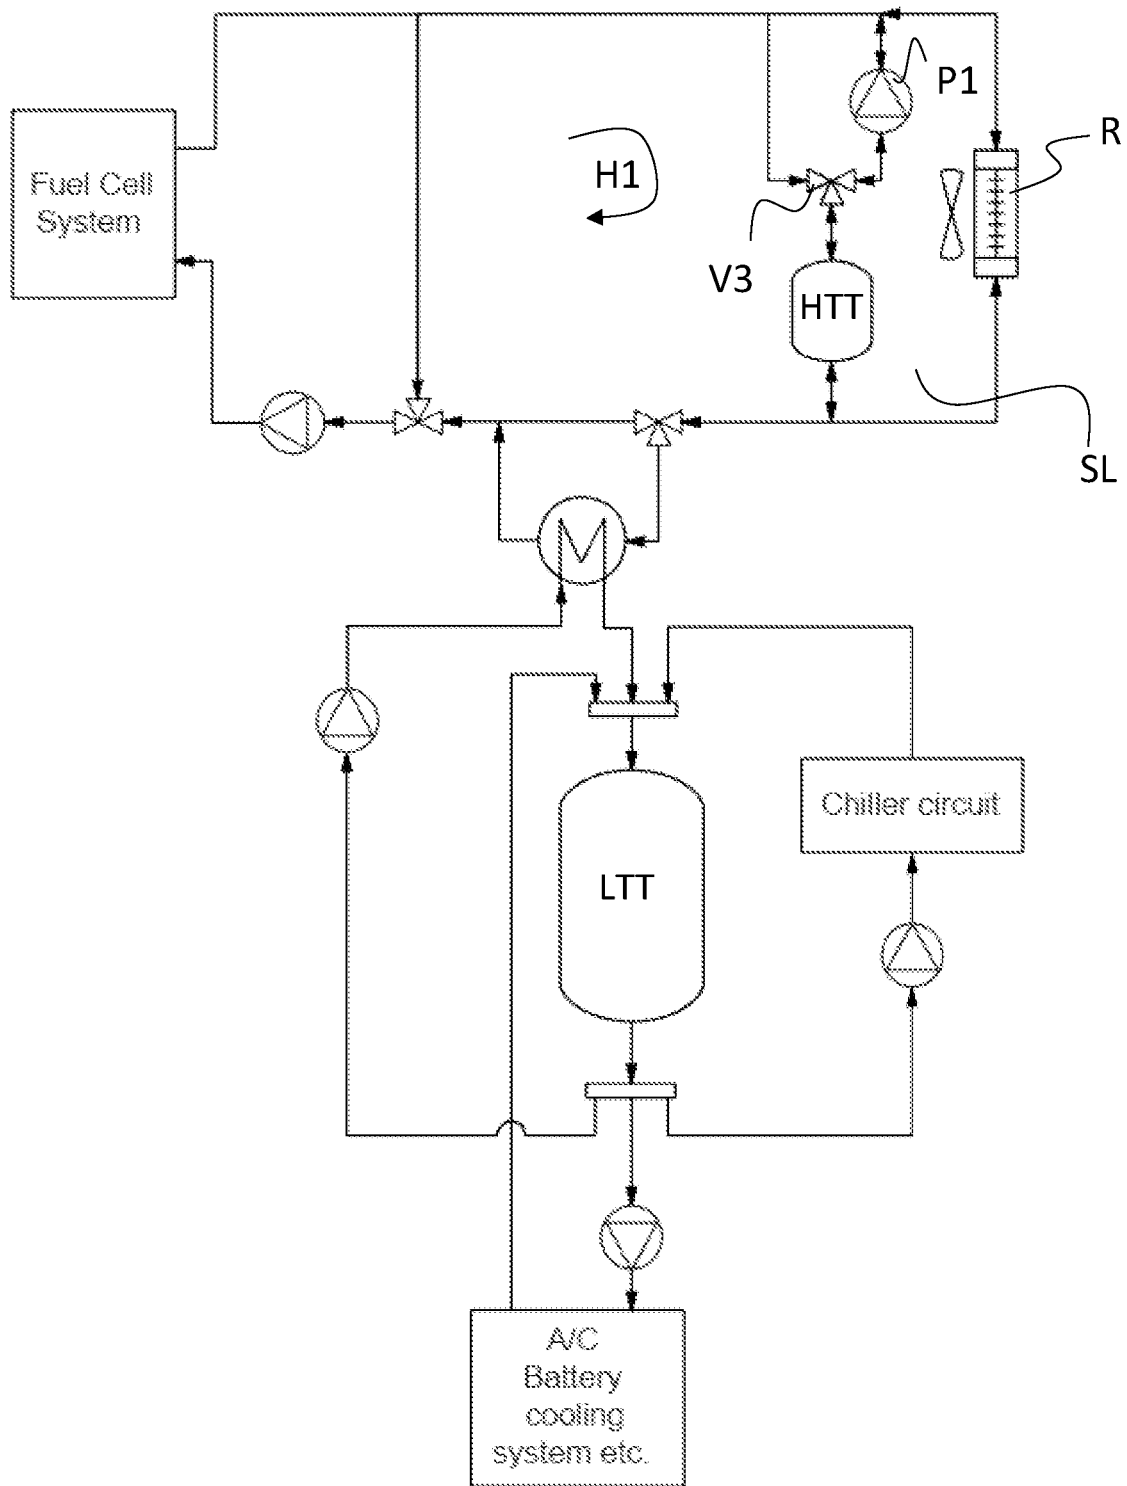 P1
R
H1
Fuel Cell
System
V3
HTT
SL
Chiller circuit
LTT
A/C
Battery
cooling
system etc.